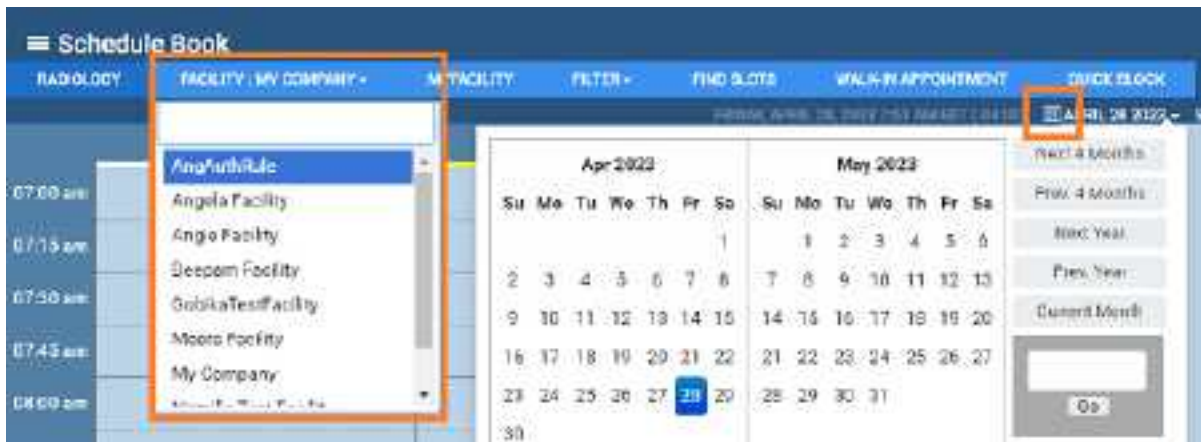 Schedule Book
RADIOLOGY FACILITY : MY COMPANY MY FACILITY FILTER FIND SLOTS WALK-IN APPOINTMENT QUICK BLOCK
APRIL 28 2023
AngAuthRule
Angela Facility
Angie Facility
Deepam Facility
GobikaTestFacility
Moore Facility
My Company
07:00 am
07:15 am
07:30 am
07:45 am
08:00 am
Apr 2023
Su Mo Tu We Th Fr Sa
1
2 3 4 5 6 7 8
9 10 11 12 13 14 15
16 17 18 19 20 21 22
23 24 25 26 27 28 29
30
May 2023
Su Mo Tu We Th Fr Sa
1 2 3 4 5 6
7 8 9 10 11 12 13
14 15 16 17 18 19 20
21 22 23 24 25 26 27
28 29 30 31
Next 4 Months
Prev. 4 Months
Next Year
Prev. Year
Current Month
Go